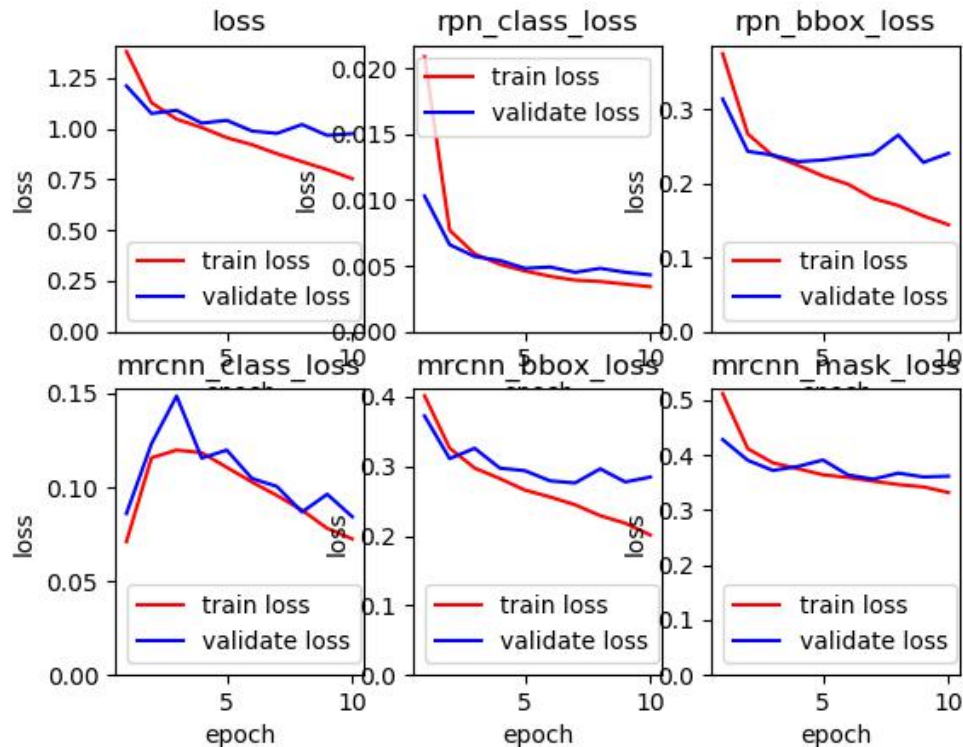 loss
rpn_class_loss
rpn_bbox_loss
1.25
1.00
0.75
0.50
0.25
0.00
loss
train loss
validate loss
0.020
0.015
0.010
0.005
0.000
loss
train loss
validate loss
5
10
0.3
0.2
0.1
0.0
loss
train loss
validate loss
5
10
5
10
epoch
epoch
mrcnn_class_loss
mrcnn_bbox_loss
mrcnn_mask_loss
0.15
0.10
0.05
0.00
loss
train loss
validate loss
5
10
epoch
0.4
0.3
0.2
0.1
0.0
loss
train loss
validate loss
5
10
epoch
0.5
0.4
0.3
0.2
0.1
0.0
loss
train loss
validate loss
5
10
epoch